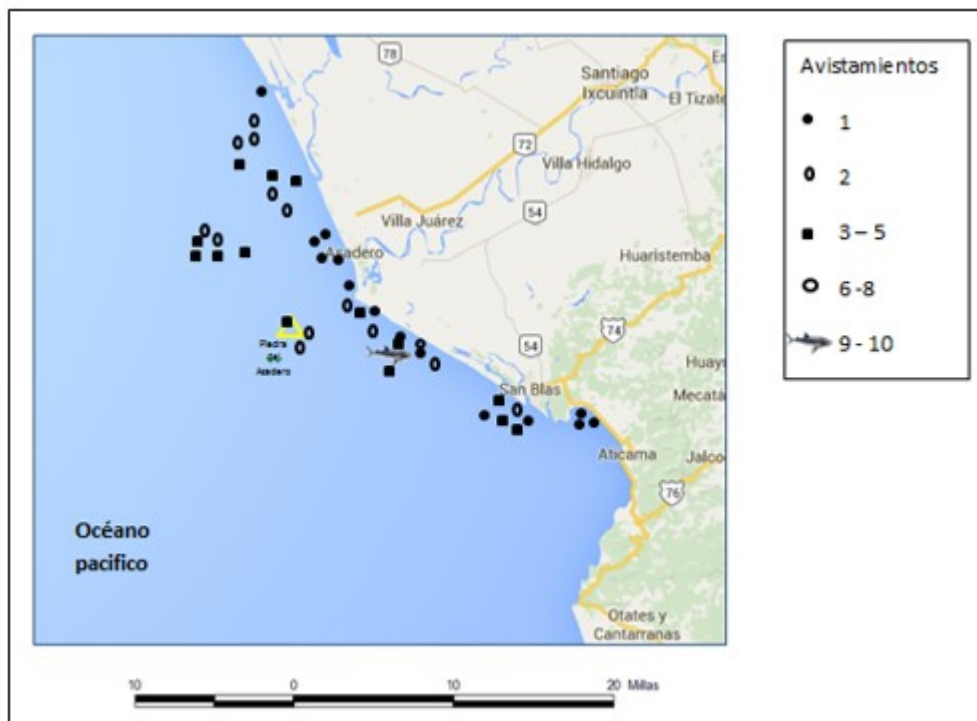 78
Santiago
Ixcuintla
El Tizate
72
Villa Hidalgo
54
Villa Juárez
Asadero
Huaristemba
74
54
Piedra
del
Asadero
San Blas
Huay
Mecatá
Aticama
Jalco
76
Océano
pacifico
Otates y
Cantarranas
10 0 10 20 Millas
Avistamientos
1
2
3 – 5
6 -8
9 - 10